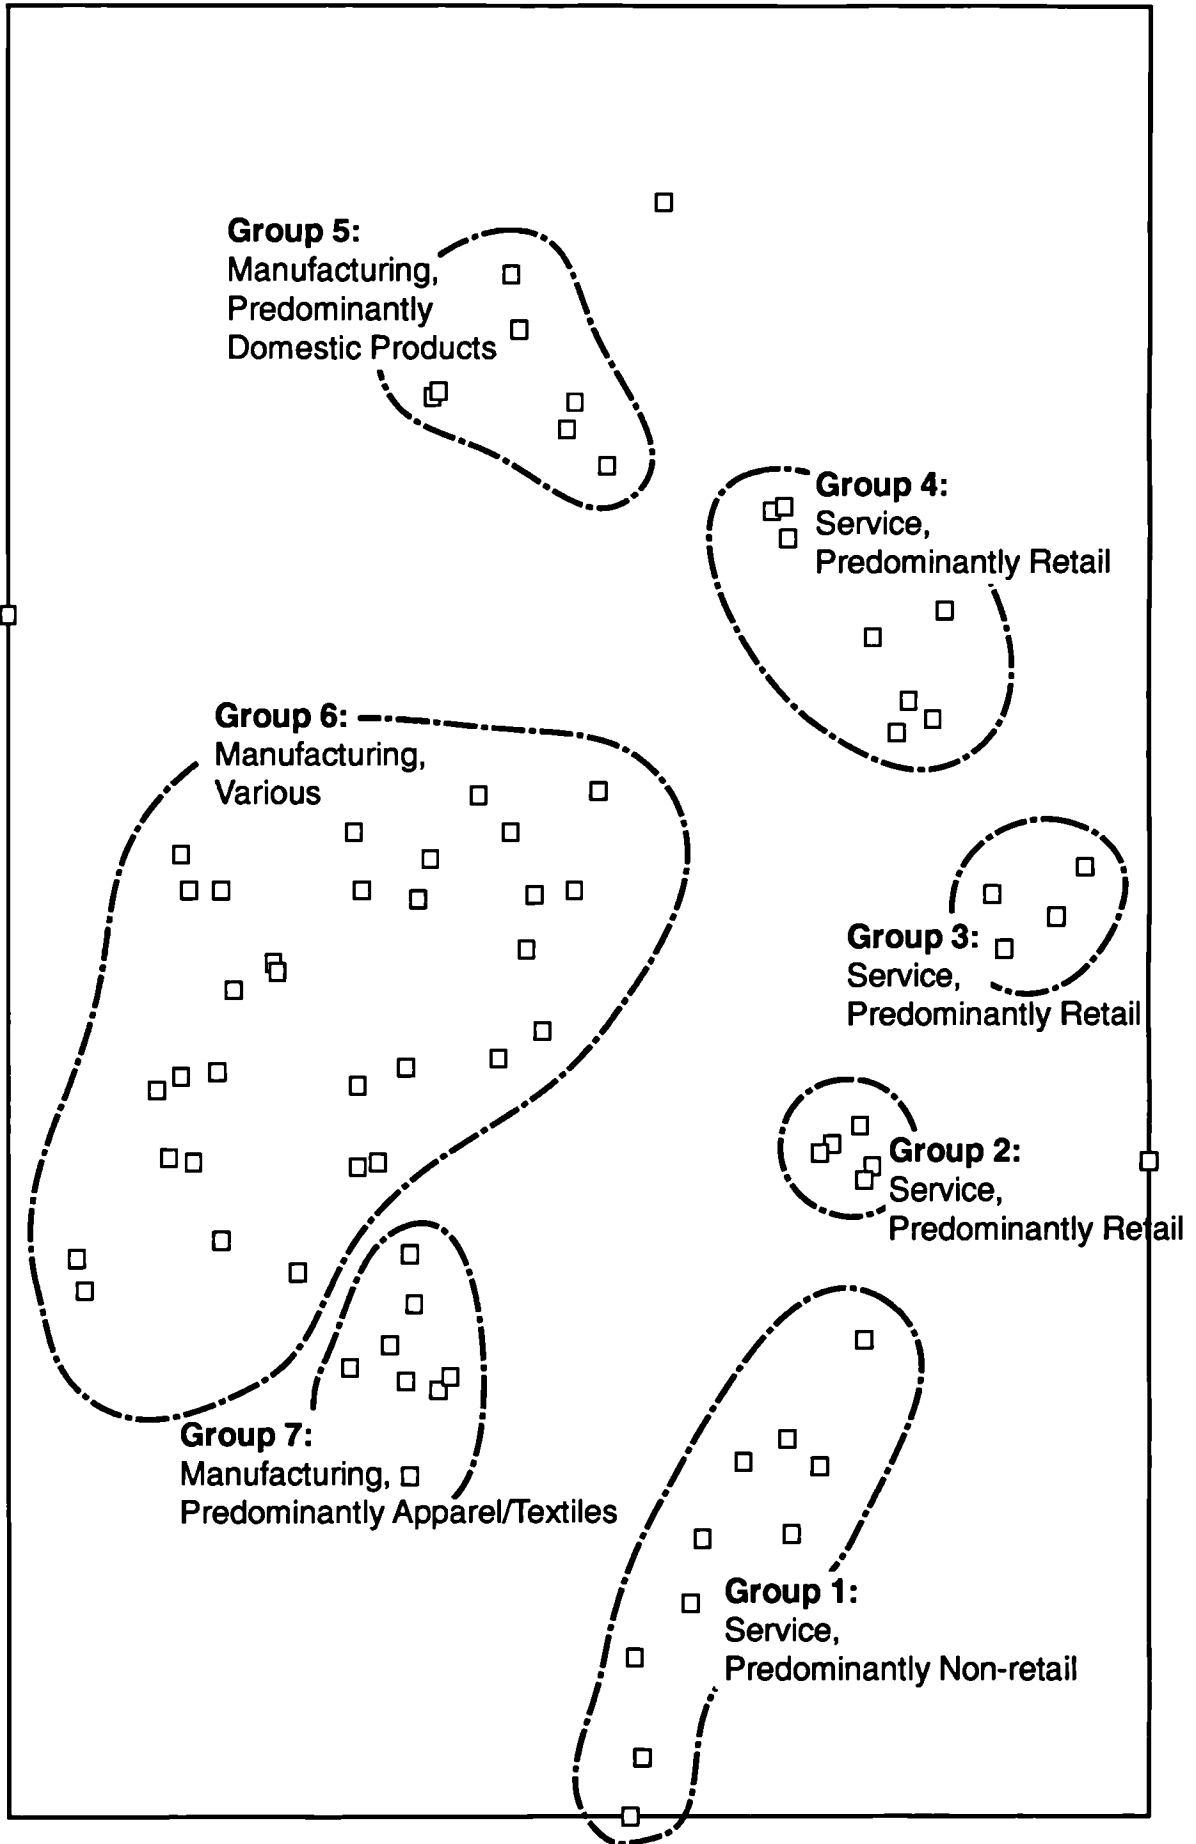 Group 5:
Manufacturing,
Predominantly
Domestic Products
Group 4:
Service,
Predominantly Retail
Group 6:
Manufacturing,
Various
Group 3:
Service,
Predominantly Retail
Group 2:
Service,
Predominantly Retail
Group 7:
Manufacturing,
Predominantly Apparel/Textiles
Group 1:
Service,
Predominantly Non-retail